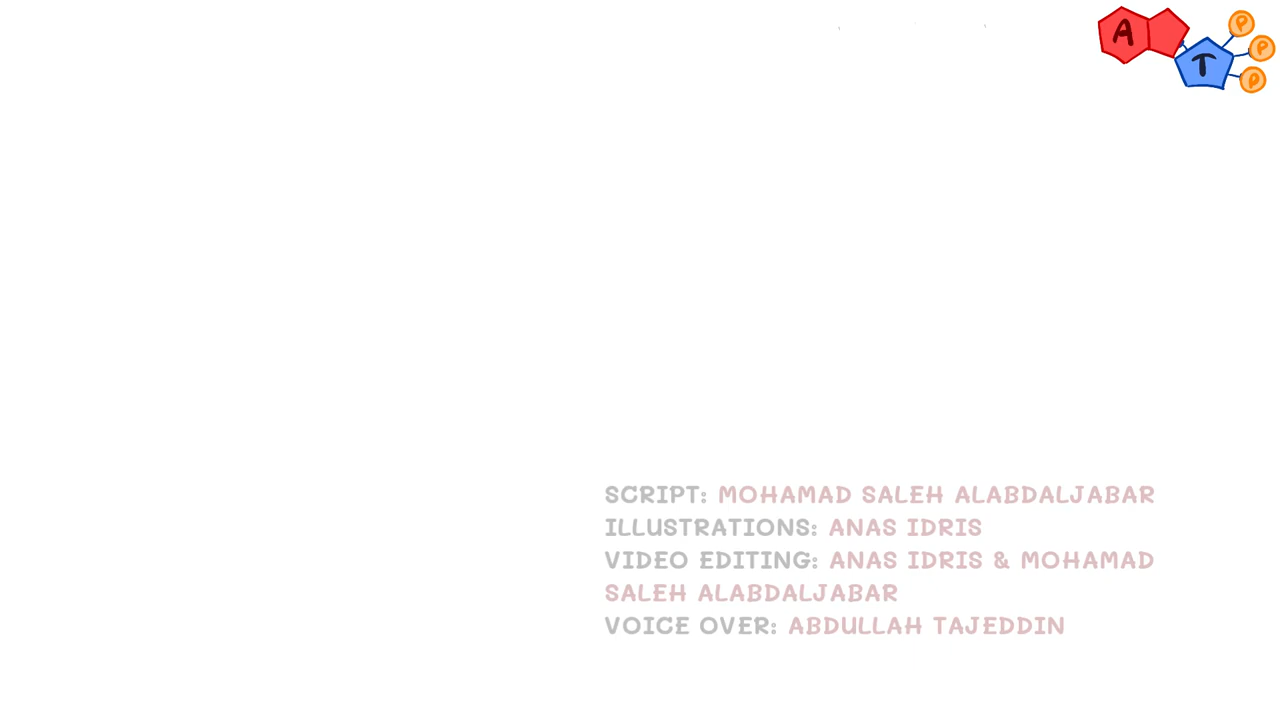 A
T
P
P
P
SCRIPT: MOHAMAD SALEH ALABDALJABAR
ILLUSTRATIONS: ANAS IDRIS
VIDEO EDITING: ANAS IDRIS & MOHAMAD
SALEH ALABDALJABAR
VOICE OVER: ABDULLAH TAJEDDIN